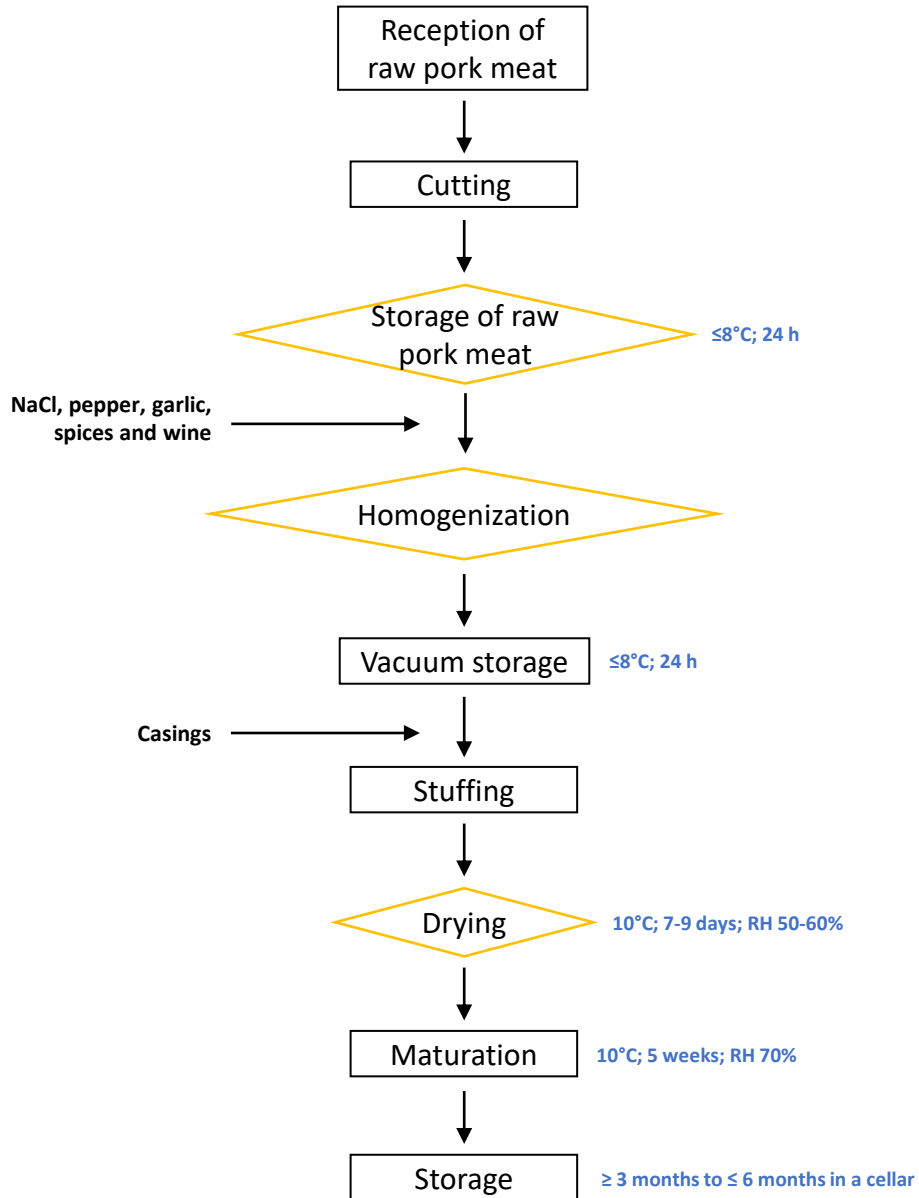 Reception of
raw pork meat
Cutting
Storage of raw
pork meat
≤8°C; 24 h
NaCl, pepper, garlic,
spices and wine
Homogenization
Vacuum storage
≤8°C; 24 h
Casings
Stuffing
Drying
10°C; 7-9 days; RH 50-60%
Maturation
10°C; 5 weeks; RH 70%
Storage
≥ 3 months to ≤ 6 months in a cellar